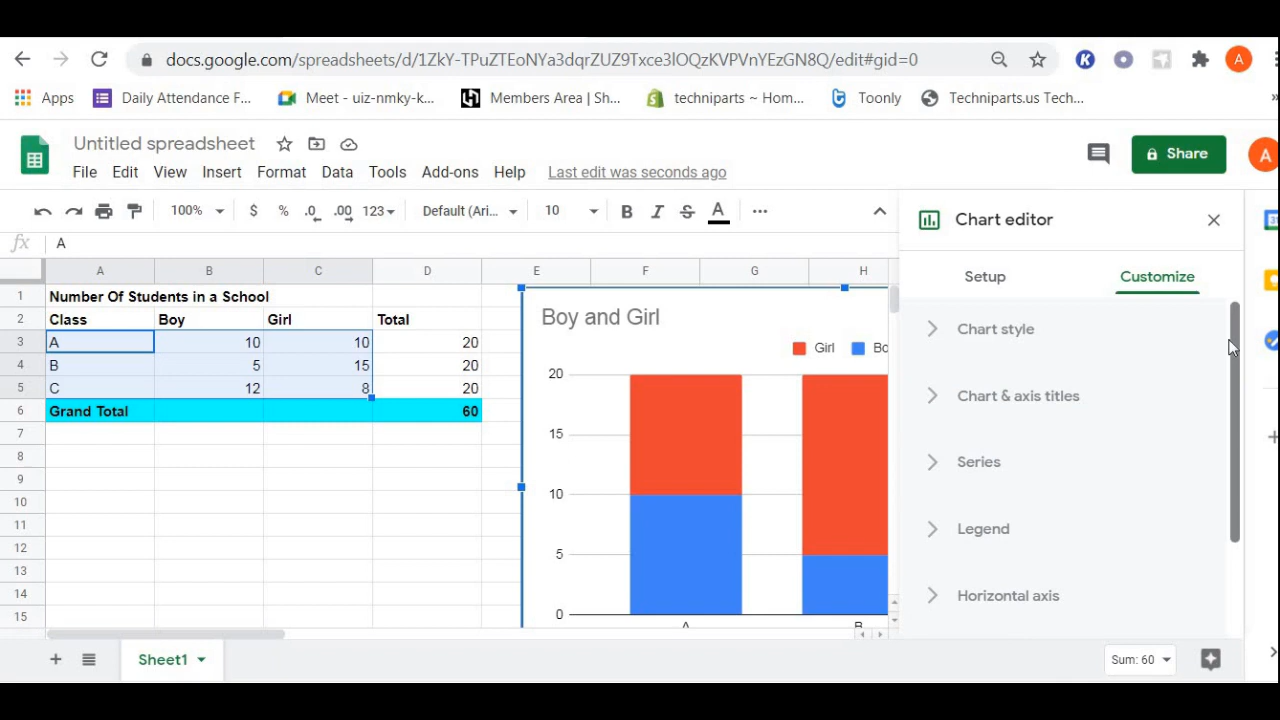 docs.google.com/spreadsheets/d/1ZkY-TPuZTEoNYa3dqrZUZ9Txce3lOQzKVPVnYEzGN8Q/edit#gid=0
K
A
Apps
Daily Attendance F...
Meet - uiz-nmky-k...
Members Area | Sh...
techniparts ~ Hom...
Toonly
Techniparts.us Tech...
»
Untitled spreadsheet
File Edit View Insert Format Data Tools Add-ons Help Last edit was seconds ago
Share
A
100% $ % .0 .00 123 Default (Ari... 10 B I S A ...
fx A
A B C D E F G H
1 Number Of Students in a School
2 Class Boy Girl Total
3 A 10 10 20
4 B 5 15 20
5 C 12 8 20
6 Grand Total 60
7
8
9
10
11
12
13
14
15
Boy and Girl
Girl Bo
20
15
10
5
0
A B
Chart editor
Setup Customize
Chart style
Chart & axis titles
Series
Legend
Horizontal axis
Sheet1
Sum: 60